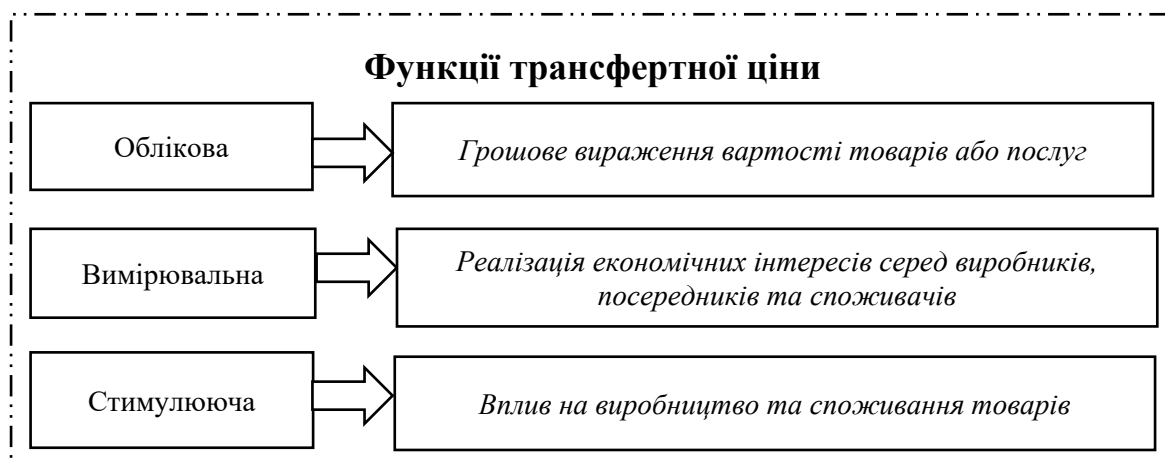 Функції трансфертної ціни
Облікова
Грошове вираження вартості товарів або послуг
Вимірювальна
Реалізація економічних інтересів серед виробників,
посередників та споживачів
Стимулююча
Вплив на виробництво та споживання товарів